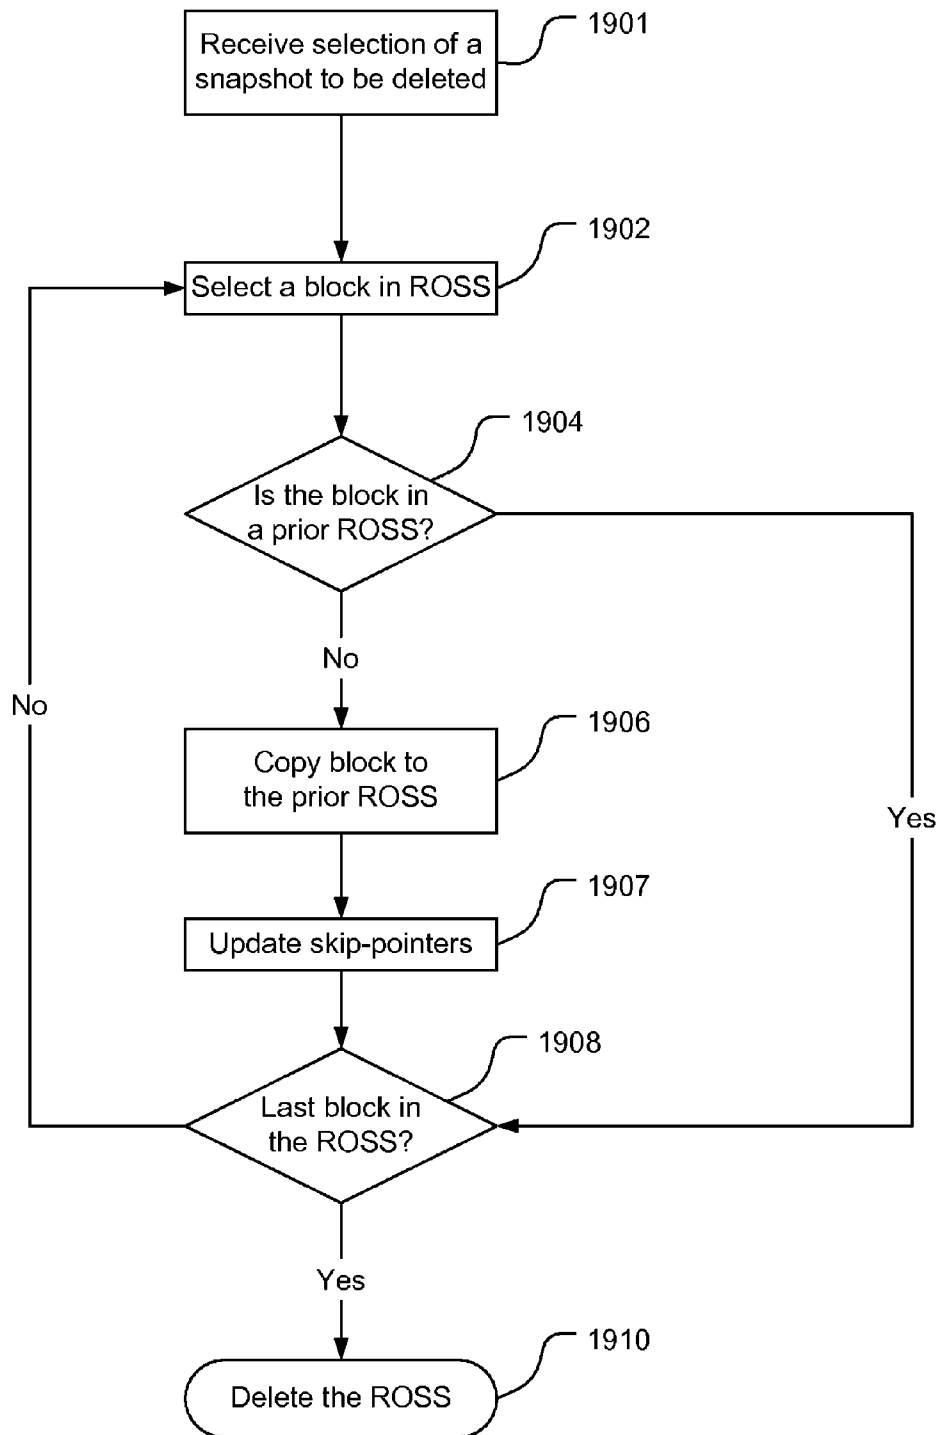 1901
Receive selection of a
snapshot to be deleted
1902
Select a block in ROSS
1904
Is the block in
a prior ROSS?
No
No
1906
Copy block to
the prior ROSS
Yes
1907
Update skip-pointers
1908
Last block in
the ROSS?
Yes
1910
Delete the ROSS